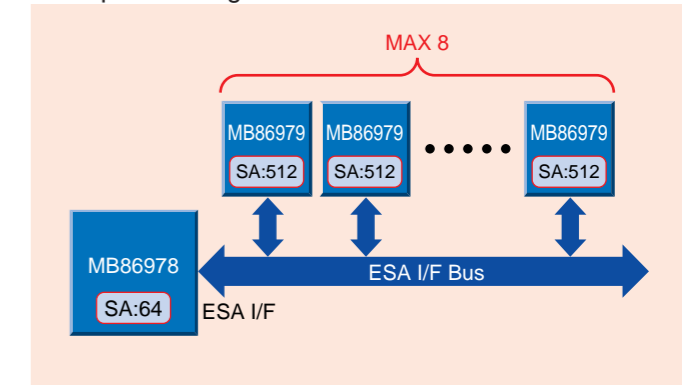 MAX 8
MB86979 MB86979 MB86979
SA:512 SA:512 SA:512
MB86978
ESA I/F Bus
SA:64
ESA I/F